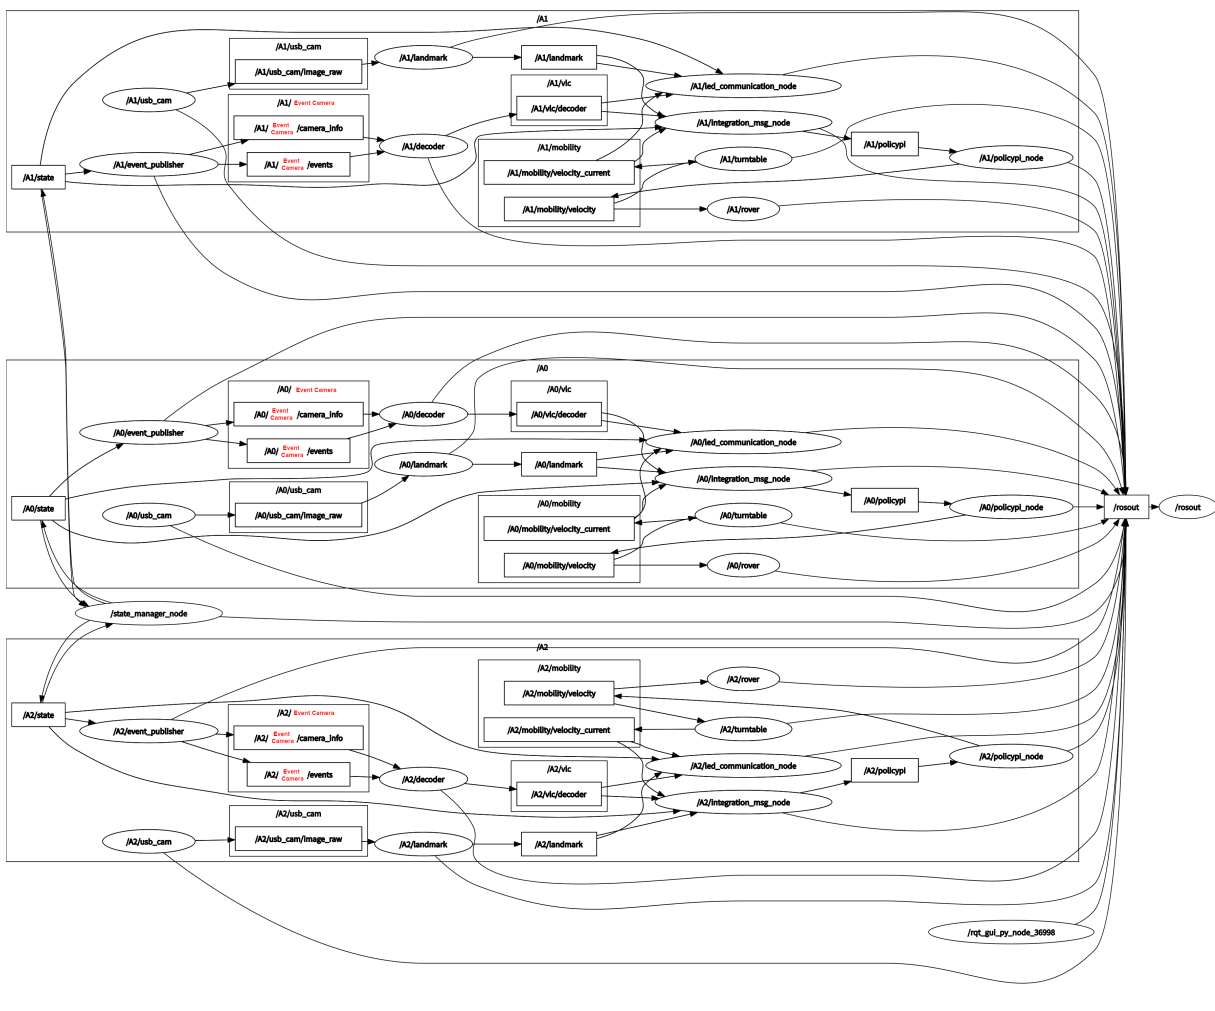 /A1
/A1/usb_cam
/A1/usb_cam/image_raw
/A1/landmark
/A1/landmark
/A1/usb_cam
/A1/led_communication_node
/A1/vlc
/A1/vlc/decoder
/A1/ Event Camera
/A1/ Event Camera /camera_info
/A1/ Event Camera /events
/A1/decoder
/A1/integration_msg_node
/A1/policypi
/A1/policypi_node
/A1/event_publisher
/A1/state
/A1/mobility
/A1/mobility/velocity_current
/A1/mobility/velocity
/A1/turntable
/A1/rover
/A0
/A0/ Event Camera
/A0/ Event Camera /camera_info
/A0/ Event Camera /events
/A0/decoder
/A0/vlc
/A0/vlc/decoder
/A0/event_publisher
/A0/led_communication_node
/A0/landmark
/A0/landmark
/A0/integration_msg_node
/A0/usb_cam
/A0/usb_cam/image_raw
/A0/state
/A0/usb_cam
/A0/mobility
/A0/mobility/velocity_current
/A0/mobility/velocity
/A0/turntable
/A0/rover
/A0/policypi
/A0/policypi_node
/rosout
/rosout
/state_manager_node
/A2
/A2/mobility
/A2/mobility/velocity
/A2/mobility/velocity_current
/A2/rover
/A2/turntable
/A2/state
/A2/event_publisher
/A2/ Event Camera
/A2/ Event Camera /camera_info
/A2/ Event Camera /events
/A2/decoder
/A2/vlc
/A2/vlc/decoder
/A2/led_communication_node
/A2/integration_msg_node
/A2/policypi
/A2/policypi_node
/A2/usb_cam
/A2/usb_cam
/A2/usb_cam/image_raw
/A2/landmark
/A2/landmark
/rqt_gui_py_node_36998